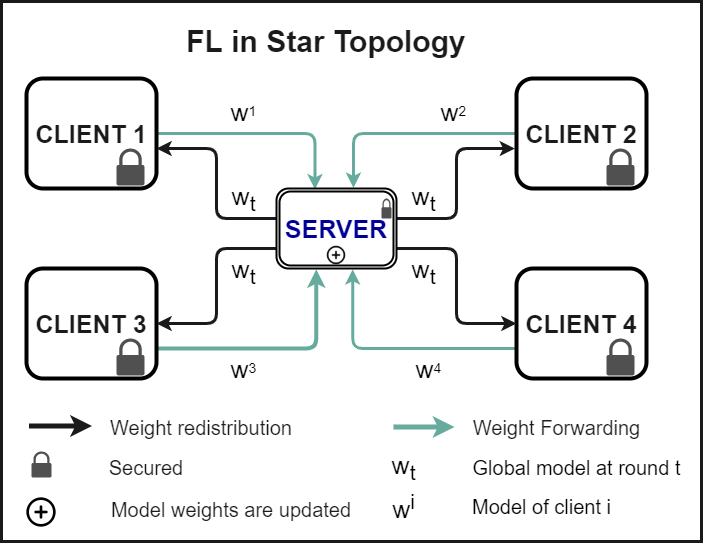 FL in Star Topology
CLIENT 1
w¹
w²
CLIENT 2
wₜ
wₜ
SERVER
wₜ
wₜ
CLIENT 3
CLIENT 4
w³
w⁴
Weight redistribution
Weight Forwarding
Secured
wₜ
Global model at round t
Model weights are updated
wⁱ
Model of client i